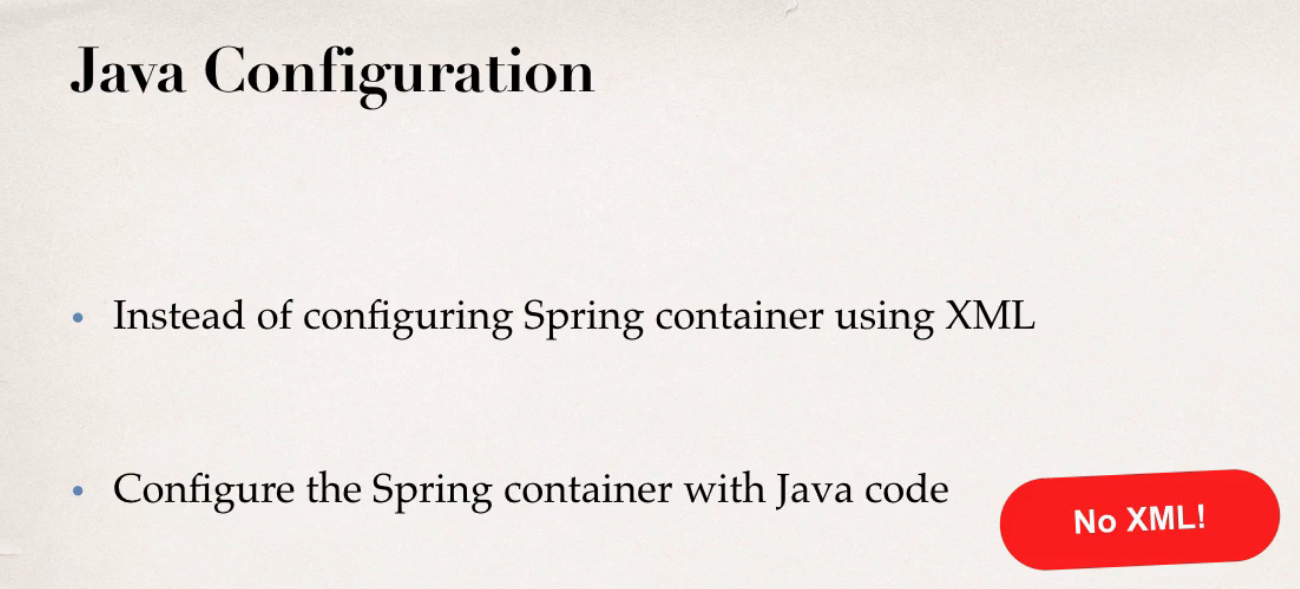 Java Configuration
• Instead of configuring Spring container using XML
• Configure the Spring container with Java code
No XML!